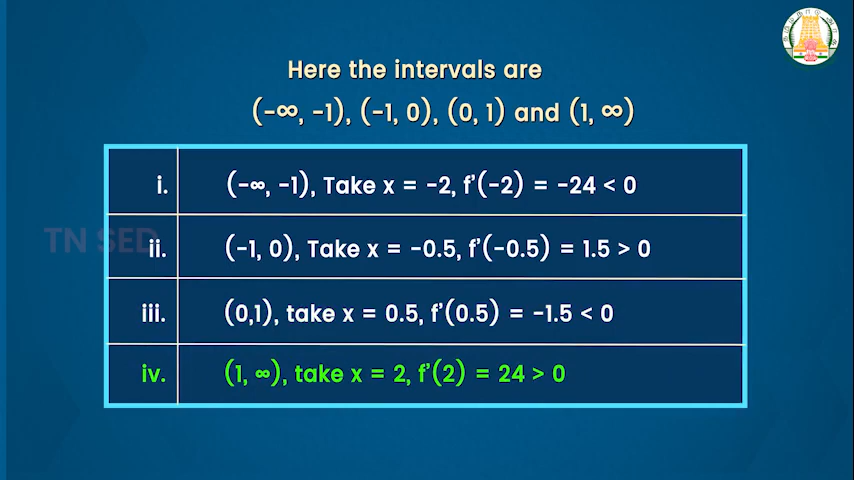 Here the intervals are
(-∞, -1), (-1, 0), (0, 1) and (1, ∞)
i. (-∞, -1), Take x = -2, f'(-2) = -24 < 0
TN SED
ii. (-1, 0), Take x = -0.5, f'(-0.5) = 1.5 > 0
iii. (0,1), take x = 0.5, f'(0.5) = -1.5 < 0
iv. (1, ∞), take x = 2, f'(2) = 24 > 0